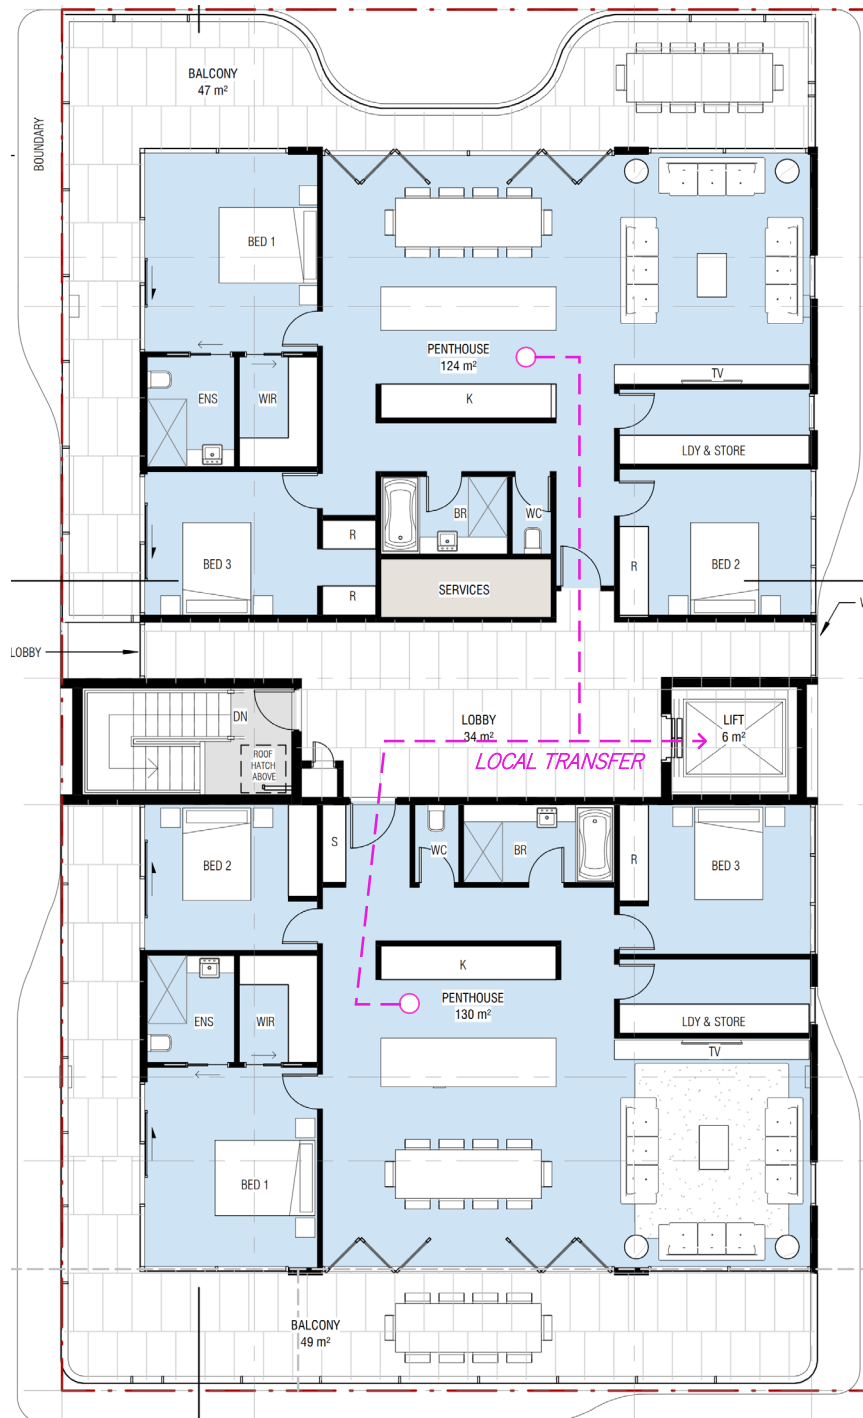 BALCONY
47 m²
BOUNDARY
BED 1
PENTHOUSE
124 m²
TV
ENS
WIR
K
LDY & STORE
BR
WC
R
BED 3
R
BED 2
R
SERVICES
LOBBY
DN
LOBBY
34 m²
LIFT
6 m²
ROOF
HATCH
ABOVE
LOCAL TRANSFER
S
WC
BR
BED 2
R
BED 3
K
PENTHOUSE
130 m²
ENS
WIR
LDY & STORE
TV
BED 1
BALCONY
49 m²